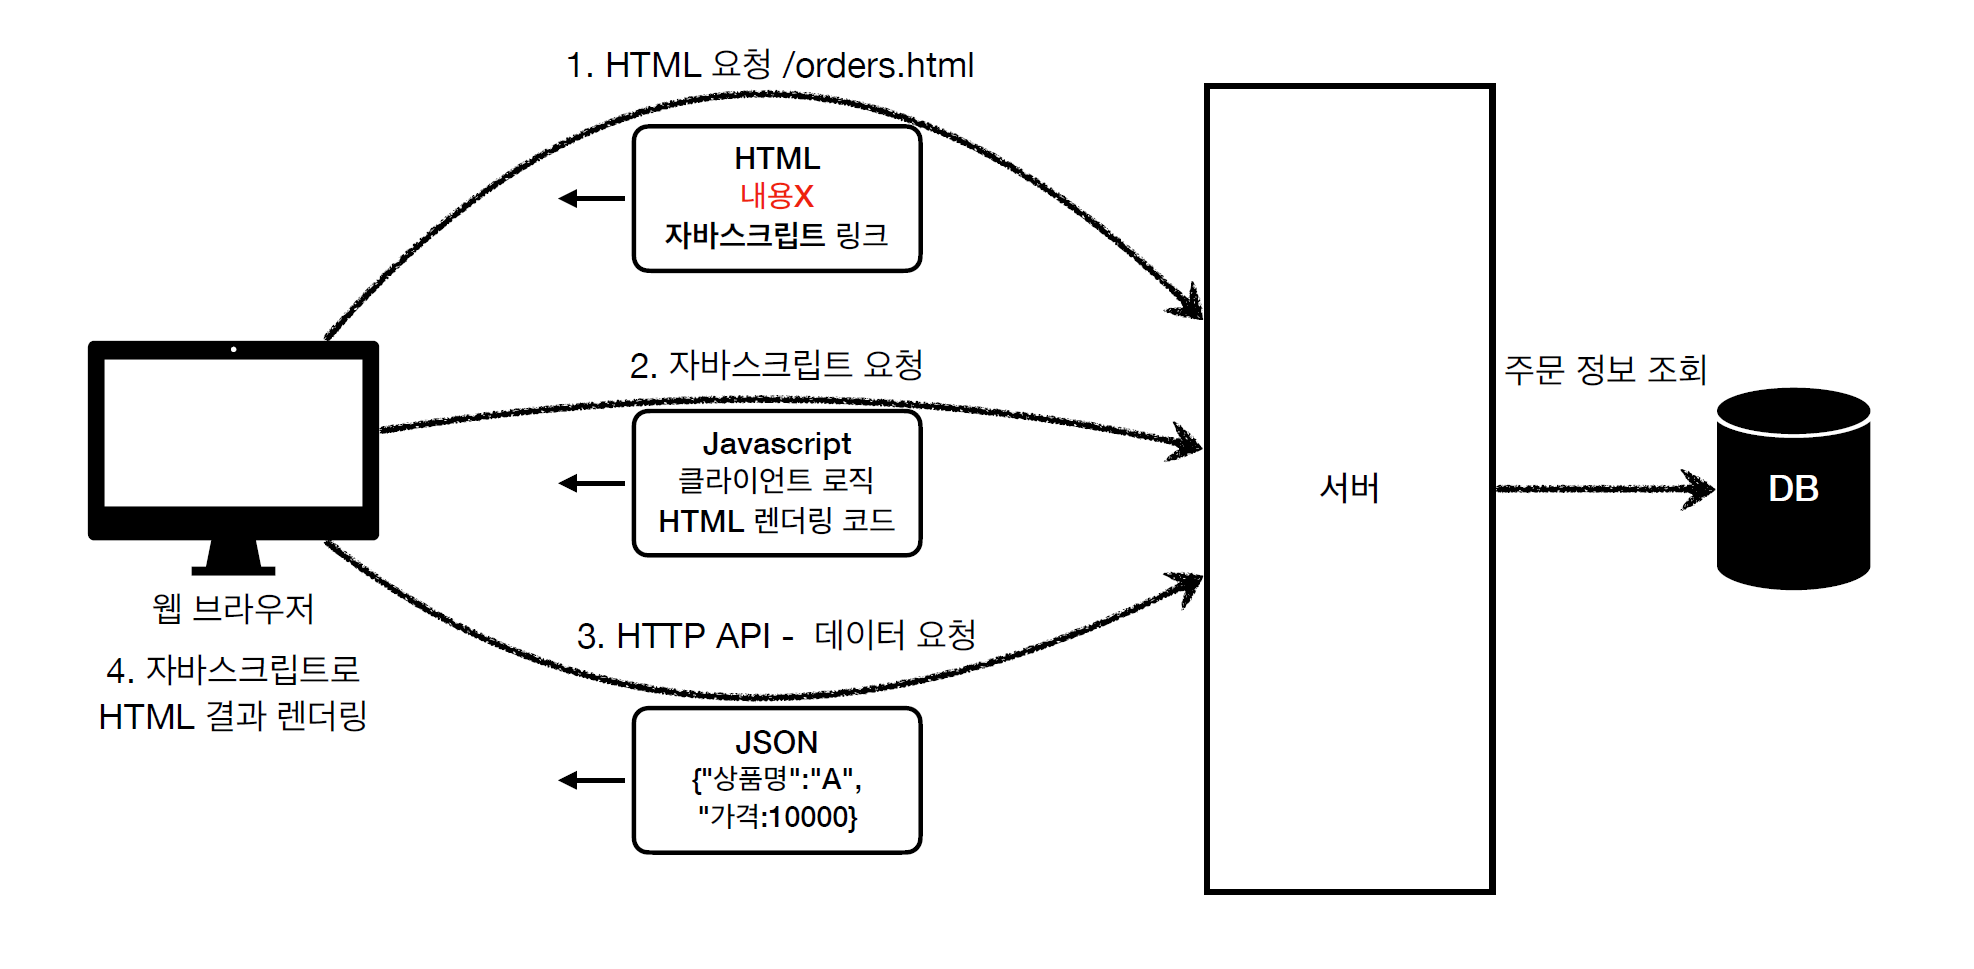 1. HTML 요청 /orders.html
HTML
내용X
자바스크립트 링크
2. 자바스크립트 요청
Javascript
클라이언트 로직
HTML 렌더링 코드
3. HTTP API - 데이터 요청
JSON
{"상품명":"A",
"가격:10000}
웹 브라우저
4. 자바스크립트로
HTML 결과 렌더링
서버
주문 정보 조회
DB